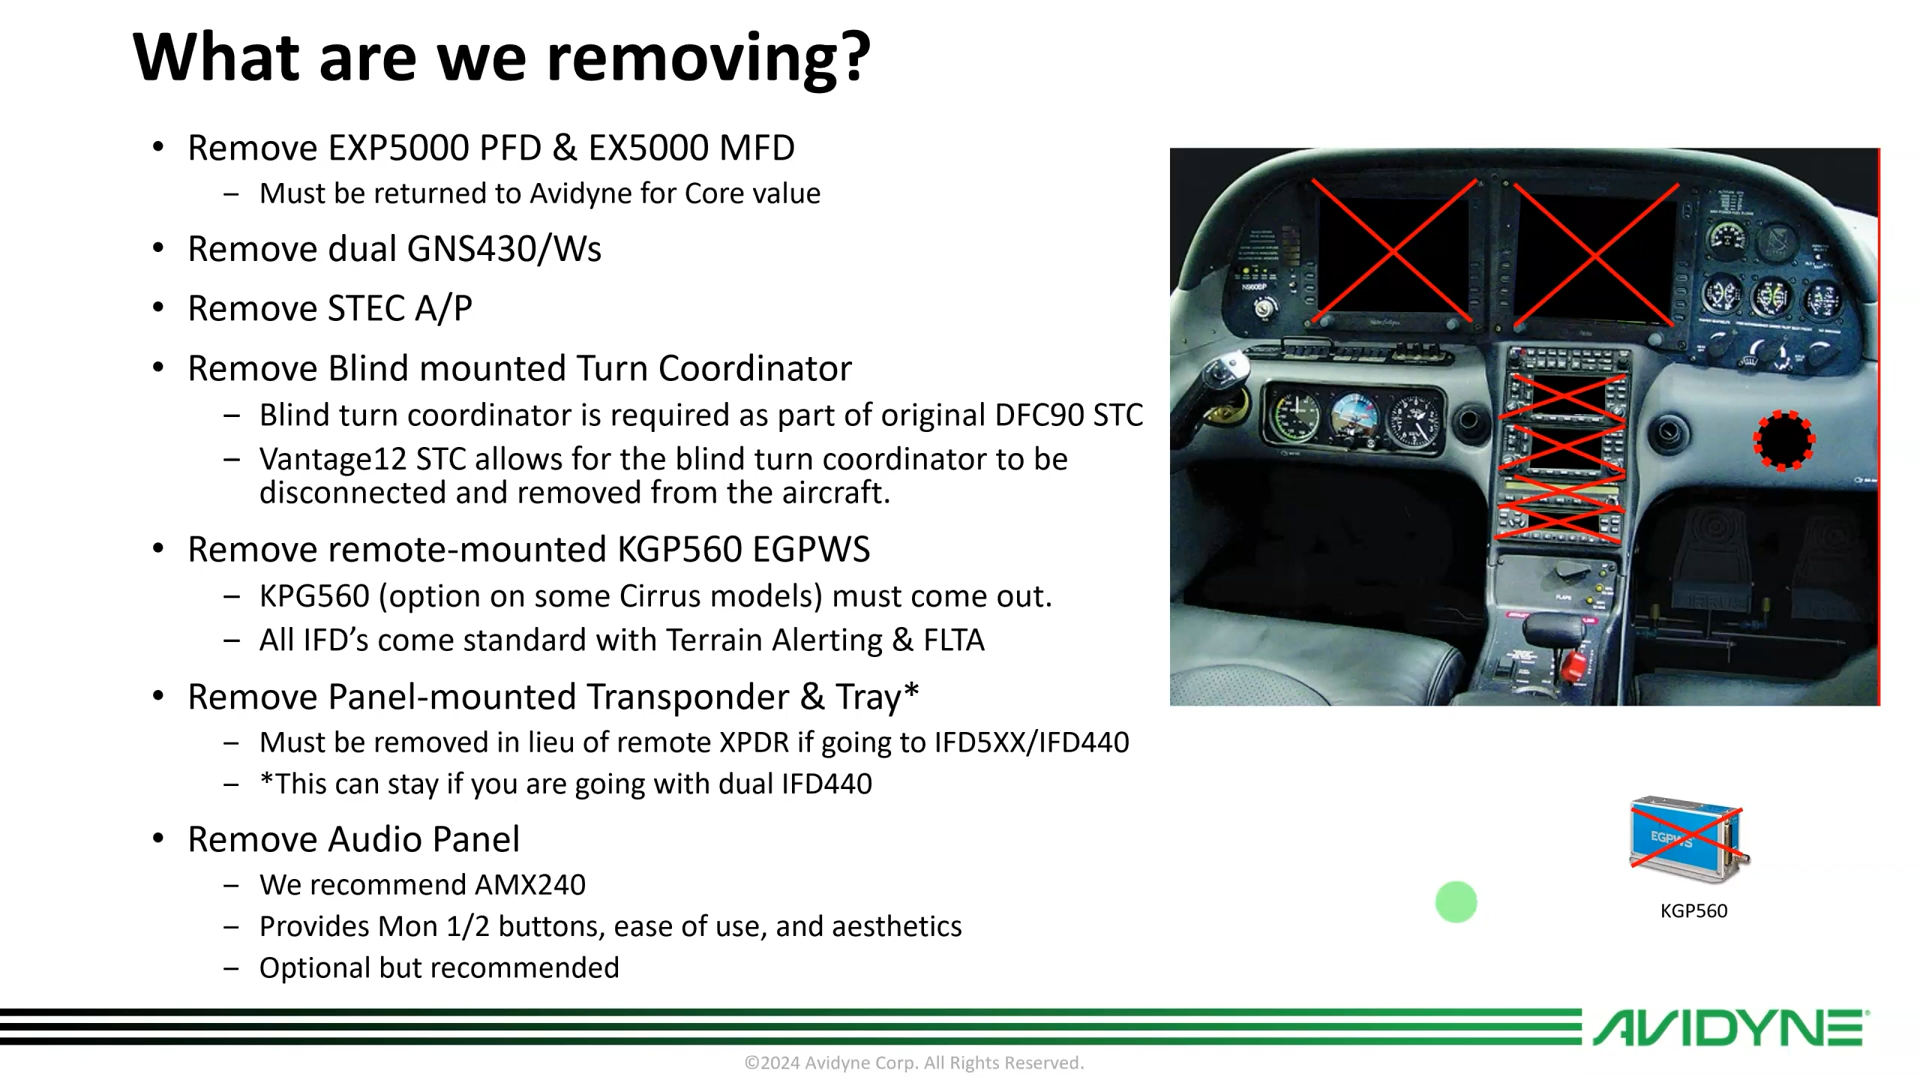 What are we removing?
• Remove EXP5000 PFD & EX5000 MFD
– Must be returned to Avidyne for Core value
• Remove dual GNS430/Ws
• Remove STEC A/P
• Remove Blind mounted Turn Coordinator
– Blind turn coordinator is required as part of original DFC90 STC
– Vantage12 STC allows for the blind turn coordinator to be
disconnected and removed from the aircraft.
• Remove remote-mounted KGP560 EGPWS
– KPG560 (option on some Cirrus models) must come out.
– All IFD’s come standard with Terrain Alerting & FLTA
• Remove Panel-mounted Transponder & Tray*
– Must be removed in lieu of remote XPDR if going to IFD5XX/IFD440
– *This can stay if you are going with dual IFD440
• Remove Audio Panel
– We recommend AMX240
– Provides Mon 1/2 buttons, ease of use, and aesthetics
– Optional but recommended
N960BP
FLAPS
EGPWS
KGP560
AVIDYNE®
©2024 Avidyne Corp. All Rights Reserved.